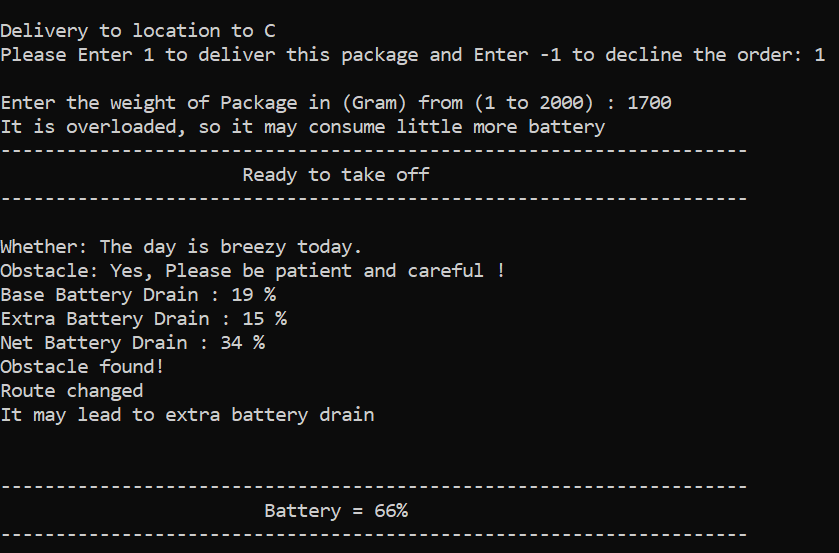 Delivery to location to C
Please Enter 1 to deliver this package and Enter -1 to decline the order: 1
Enter the weight of Package in (Gram) from (1 to 2000) : 1700
It is overloaded, so it may consume little more battery
--------------------------------------------------------------------
Ready to take off
--------------------------------------------------------------------
Whether: The day is breezy today.
Obstacle: Yes, Please be patient and careful !
Base Battery Drain : 19 %
Extra Battery Drain : 15 %
Net Battery Drain : 34 %
Obstacle found!
Route changed
It may lead to extra battery drain
--------------------------------------------------------------------
Battery = 66%
--------------------------------------------------------------------